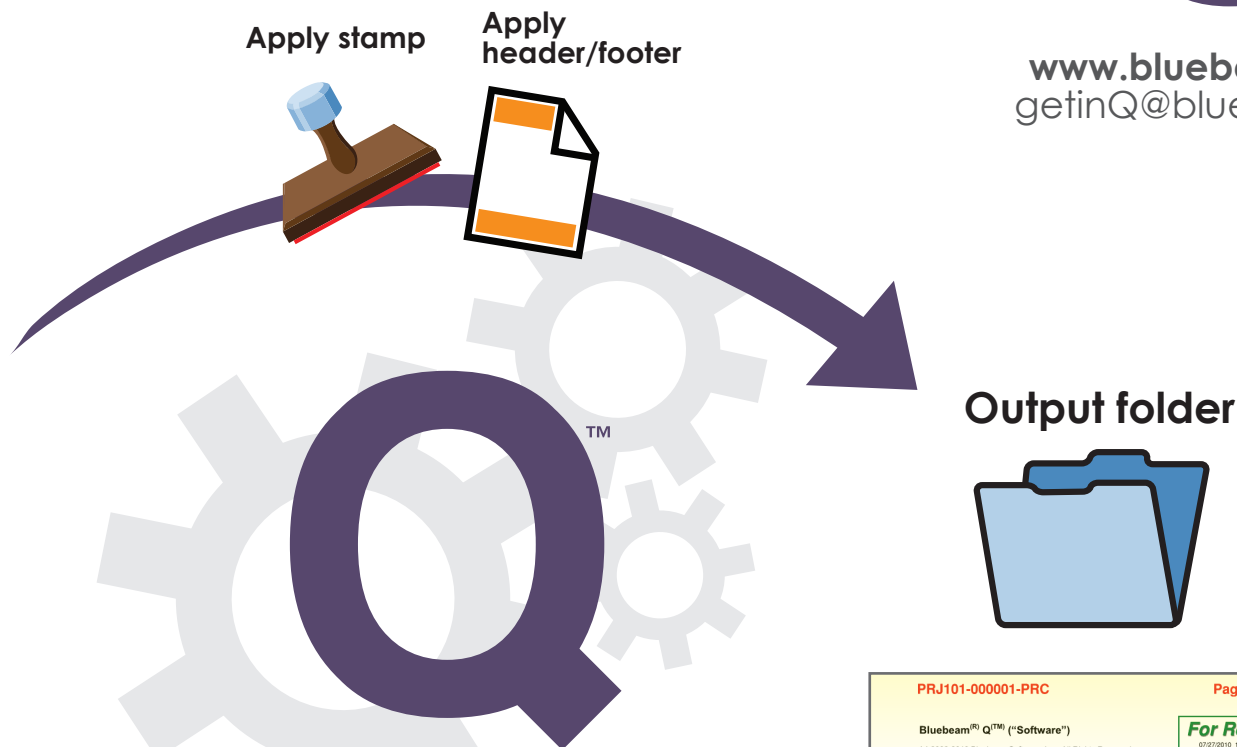 Apply stamp
Apply
header/footer
www.blueb
getinQ@blue
Q™
Output folder
PRJ101-000001-PRC
Pag
Bluebeam(R) Q(TM) (“Software”)
For R
07/27/2010